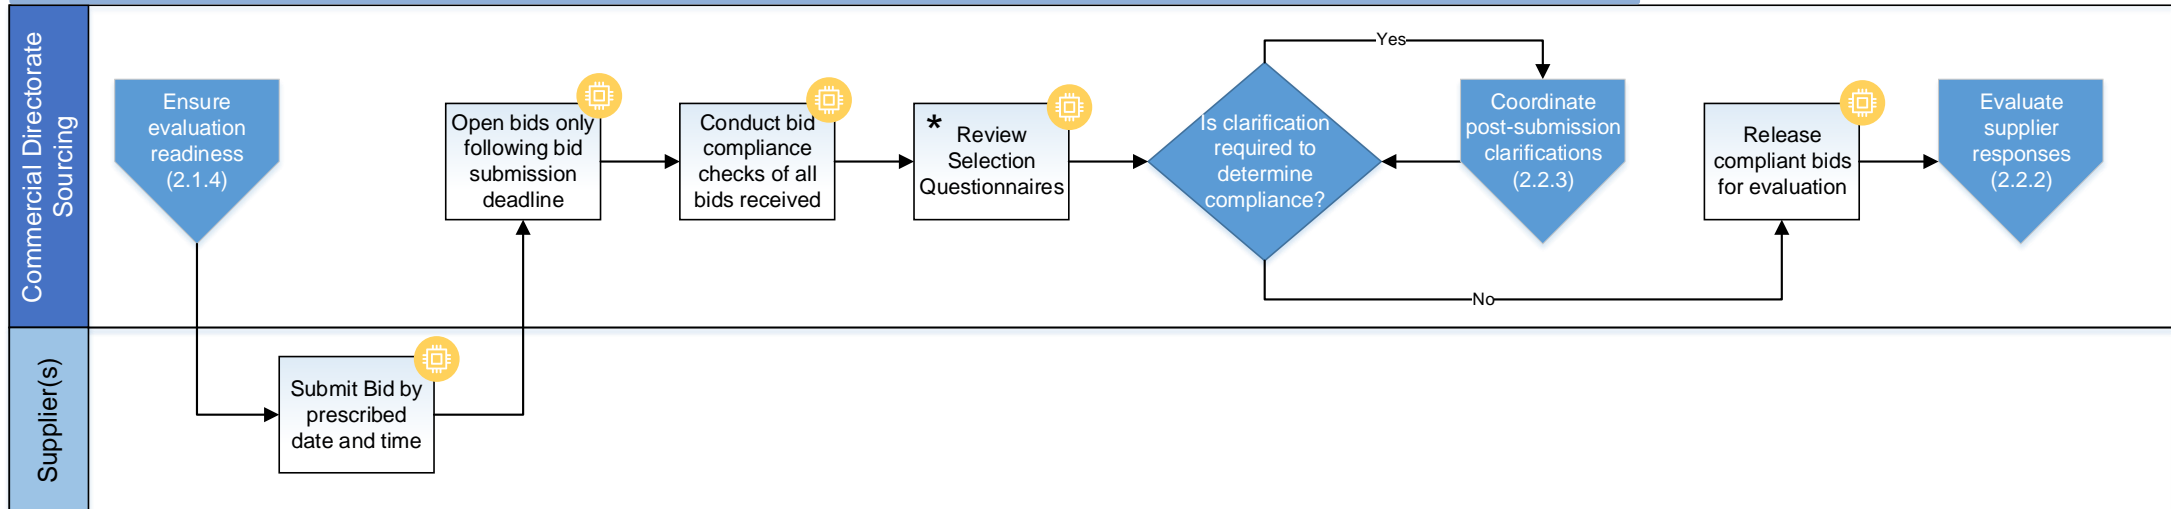 Commercial Directorate
Sourcing
Ensure
evaluation
readiness
(2.1.4)
Open bids only
following bid
submission
deadline
Conduct bid
compliance
checks of all
bids received
* Review
Selection
Questionnaires
Is clarification
required to
determine
compliance?
Yes
Coordinate
post-submission
clarifications
(2.2.3)
No
Release
compliant bids
for evaluation
Evaluate
supplier
responses
(2.2.2)
Supplier(s)
Submit Bid by
prescribed
date and time